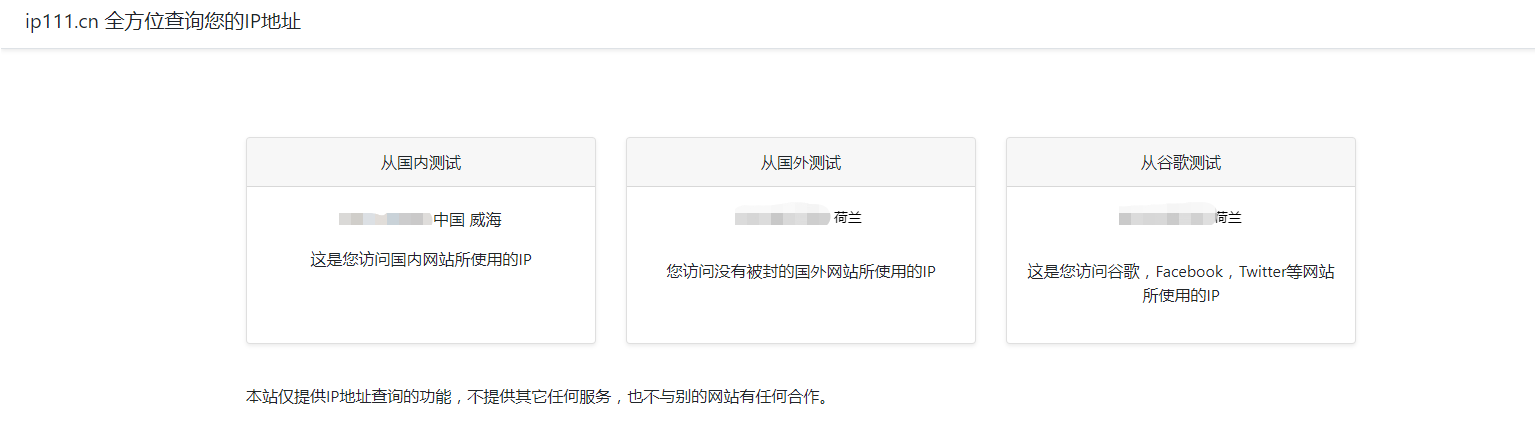 ip111.cn 全方位查询您的IP地址
从国内测试
中国 威海
这是您访问国内网站所使用的IP
从国外测试
荷兰
您访问没有被封的国外网站所使用的IP
从谷歌测试
荷兰
这是您访问谷歌，Facebook，Twitter等网站
所使用的IP
本站仅提供IP地址查询的功能，不提供其它任何服务，也不与别的网站有任何合作。